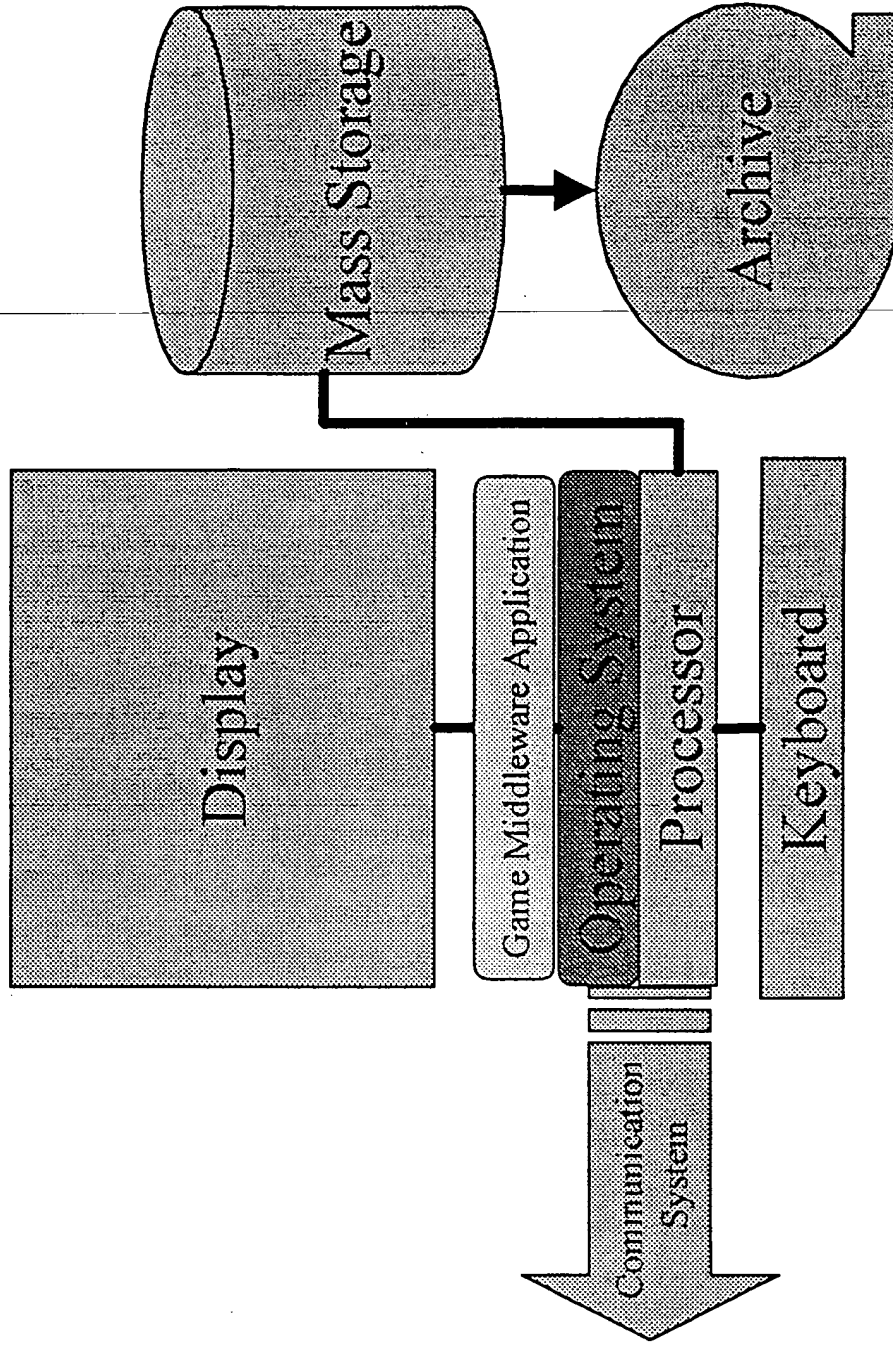 Display
Game Middleware Application
Operating System
Processor
Keyboard
Communication
System
Mass Storage
Archive